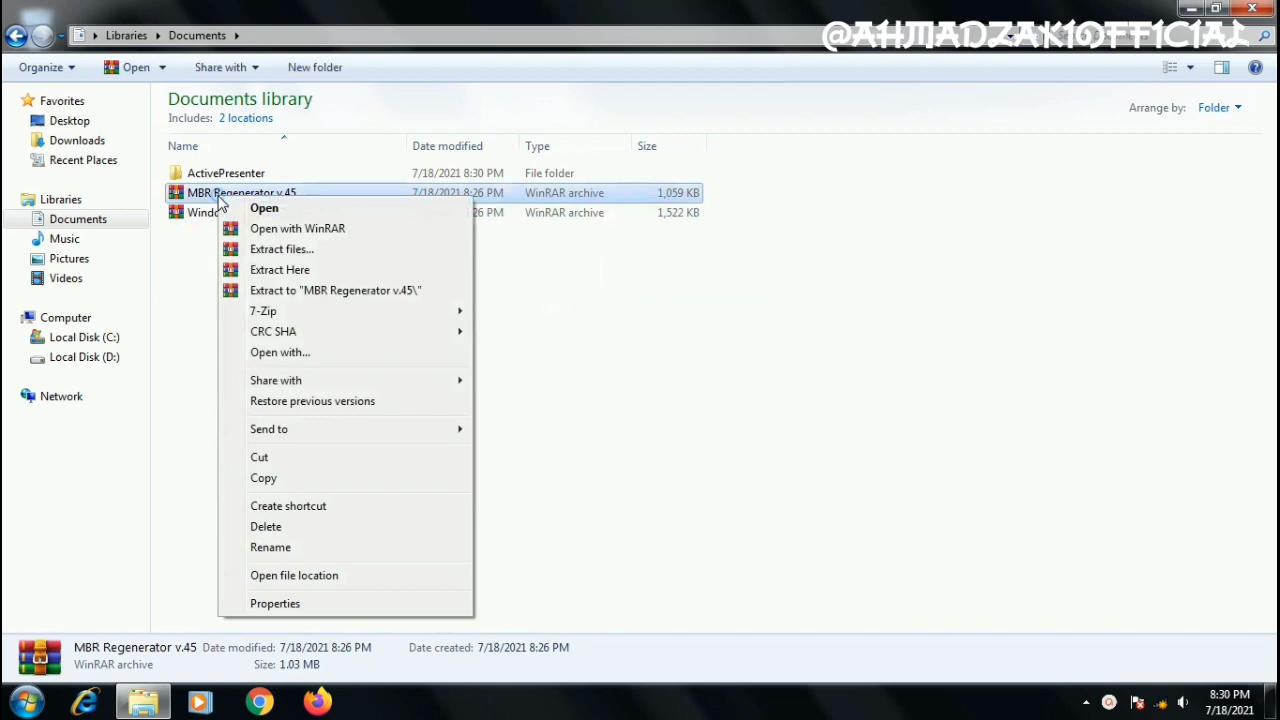 @AHMADZAKI0FFICIAL
Libraries Documents
Organize Open Share with New folder
Favorites
Desktop
Downloads
Recent Places
Libraries
Documents
Music
Pictures
Videos
Computer
Local Disk (C:)
Local Disk (D:)
Network
Documents library
Includes: 2 locations
Arrange by: Folder
Name Date modified Type Size
ActivePresenter 7/18/2021 8:30 PM File folder
MBR Regenerator v.45 7/18/2021 8:26 PM WinRAR archive 1,059 KB
WinRAR archive 1,522 KB
Open
Open with WinRAR
Extract files...
Extract Here
Extract to "MBR Regenerator v.45\"
7-Zip
CRC SHA
Open with...
Share with
Restore previous versions
Send to
Cut
Copy
Create shortcut
Delete
Rename
Open file location
Properties
MBR Regenerator v.45 Date modified: 7/18/2021 8:26 PM Date created: 7/18/2021 8:26 PM
WinRAR archive Size: 1.03 MB
8:30 PM
7/18/2021